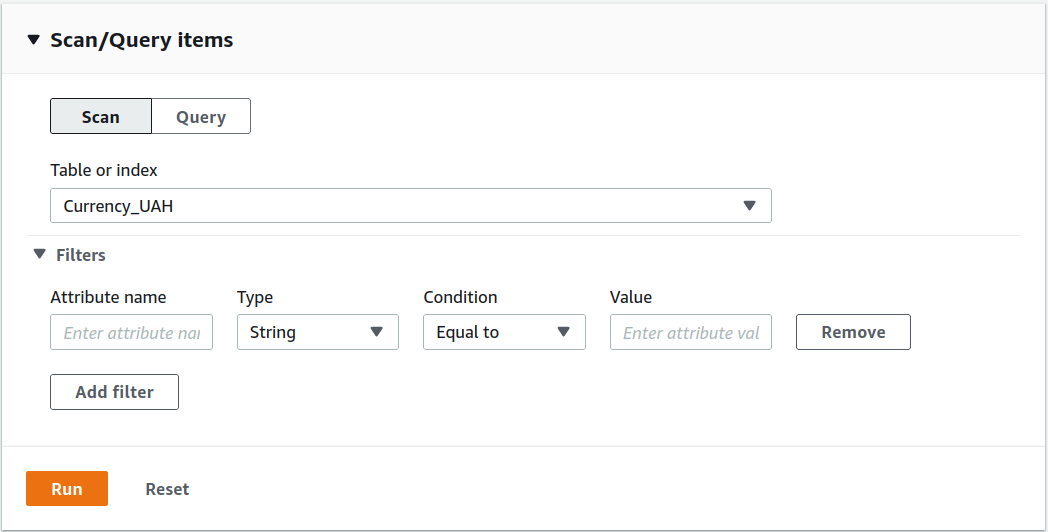 Scan/Query items
Scan Query
Table or index
Currency_UAH
Filters
Attribute name Type Condition Value
Enter attribute nar String Equal to Enter attribute val Remove
Add filter
Run Reset